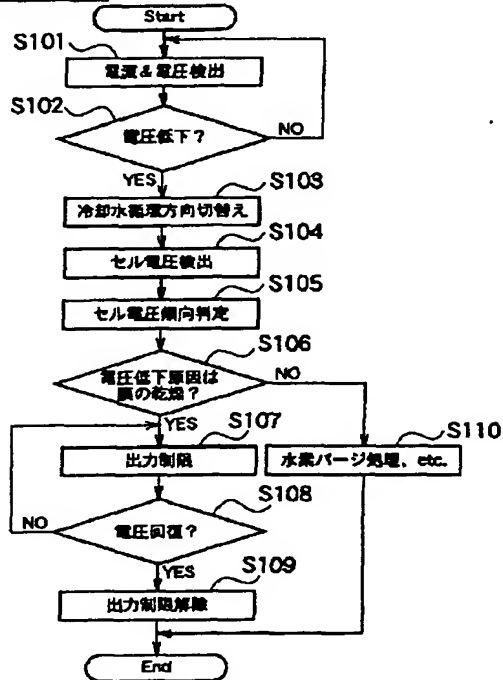 Start
S101
電流&電圧検出
S102
電圧低下?
NO
YES
S103
冷却水循環方向切替え
S104
セル電圧検出
S105
セル電圧傾向判定
S106
電圧低下原因は
膜の乾燥?
NO
YES
S107
出力制限
S110
水素パージ処理、etc.
S108
電圧回復?
NO
YES
S109
出力制限解除
End